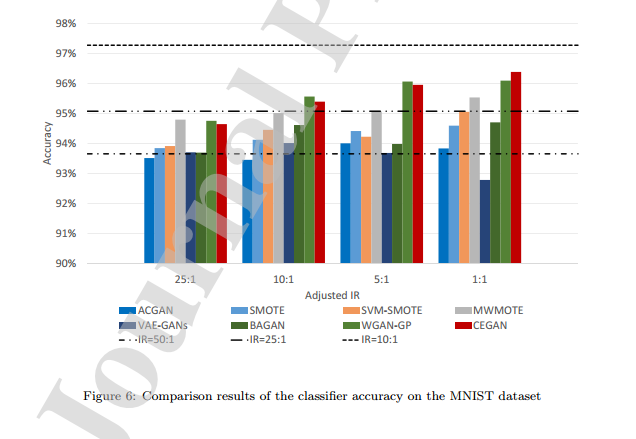 98%
97%
96%
95%
94%
93%
92%
91%
90%
Accuracy
25:1 10:1 5:1 1:1
Adjusted IR
ACGAN SMOTE SVM-SMOTE MWMOTE
VAE-GANs BAGAN WGAN-GP CEGAN
IR=50:1 IR=25:1 IR=10:1
Figure 6: Comparison results of the classifier accuracy on the MNIST dataset
Journal P